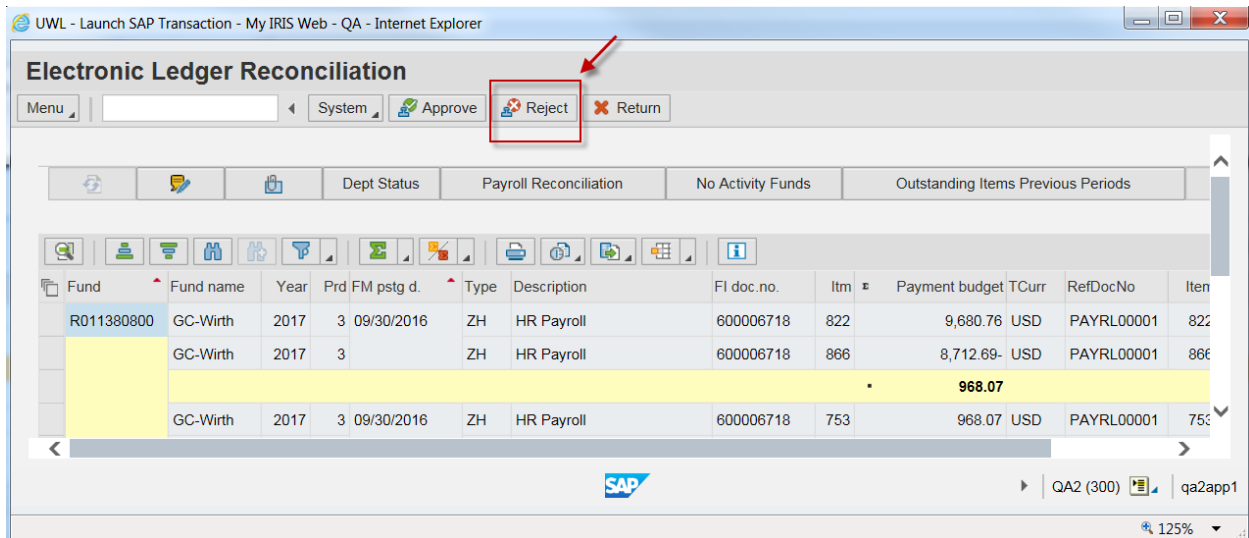 UWL - Launch SAP Transaction - My IRIS Web - QA - Internet Explorer
Electronic Ledger Reconciliation
Menu System Approve Reject Return
Dept Status Payroll Reconciliation No Activity Funds Outstanding Items Previous Periods
Fund Fund name Year Prd FM pstg d. Type Description FI doc.no. Itm Σ Payment budget TCurr RefDocNo Item
R011380800 GC-Wirth 2017 3 09/30/2016 ZH HR Payroll 600006718 822 9,680.76 USD PAYRL00001 822
GC-Wirth 2017 3 ZH HR Payroll 600006718 866 8,712.69- USD PAYRL00001 866
968.07
GC-Wirth 2017 3 09/30/2016 ZH HR Payroll 600006718 753 968.07 USD PAYRL00001 753
SAP QA2 (300) qa2app1
125%